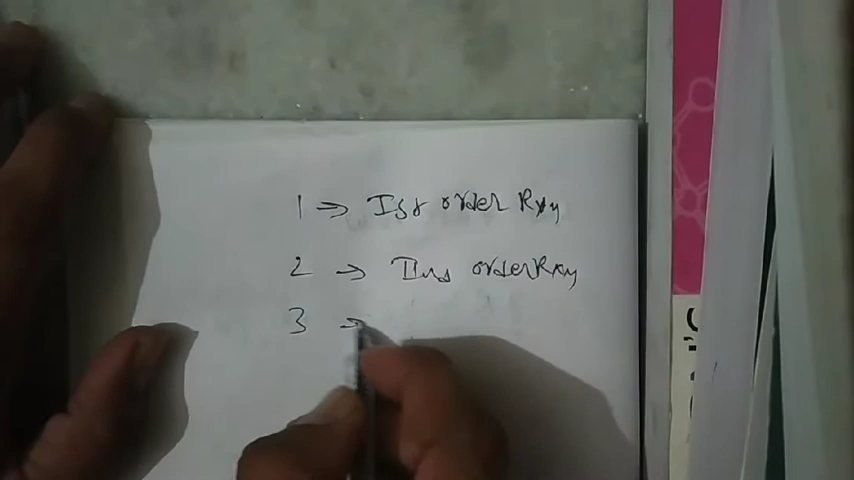 1 → Ist order Rxn
2 → IInd order Rxn
3 →